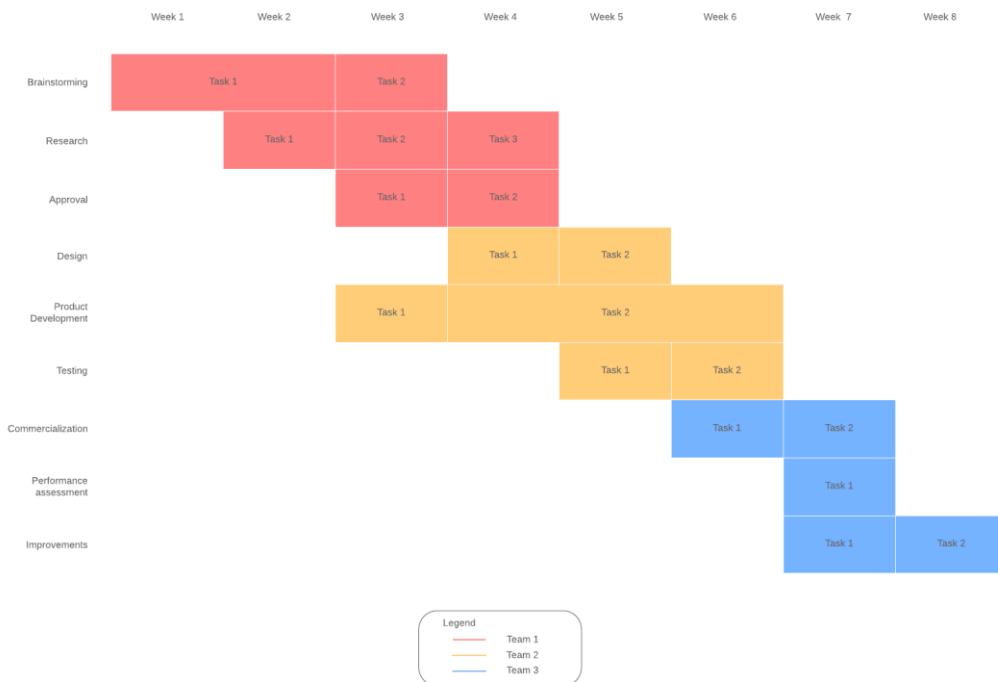 Week 1 Week 2 Week 3 Week 4 Week 5 Week 6 Week  7 Week 8
Brainstorming Task 1 Task 2
Research Task 1 Task 2 Task 3
Approval Task 1 Task 2
Design Task 1 Task 2
Product
Development Task 1 Task 2
Testing Task 1 Task 2
Commercialization Task 1 Task 2
Performance
assessment Task 1
Improvements Task 1 Task 2
Legend
Team 1
Team 2
Team 3